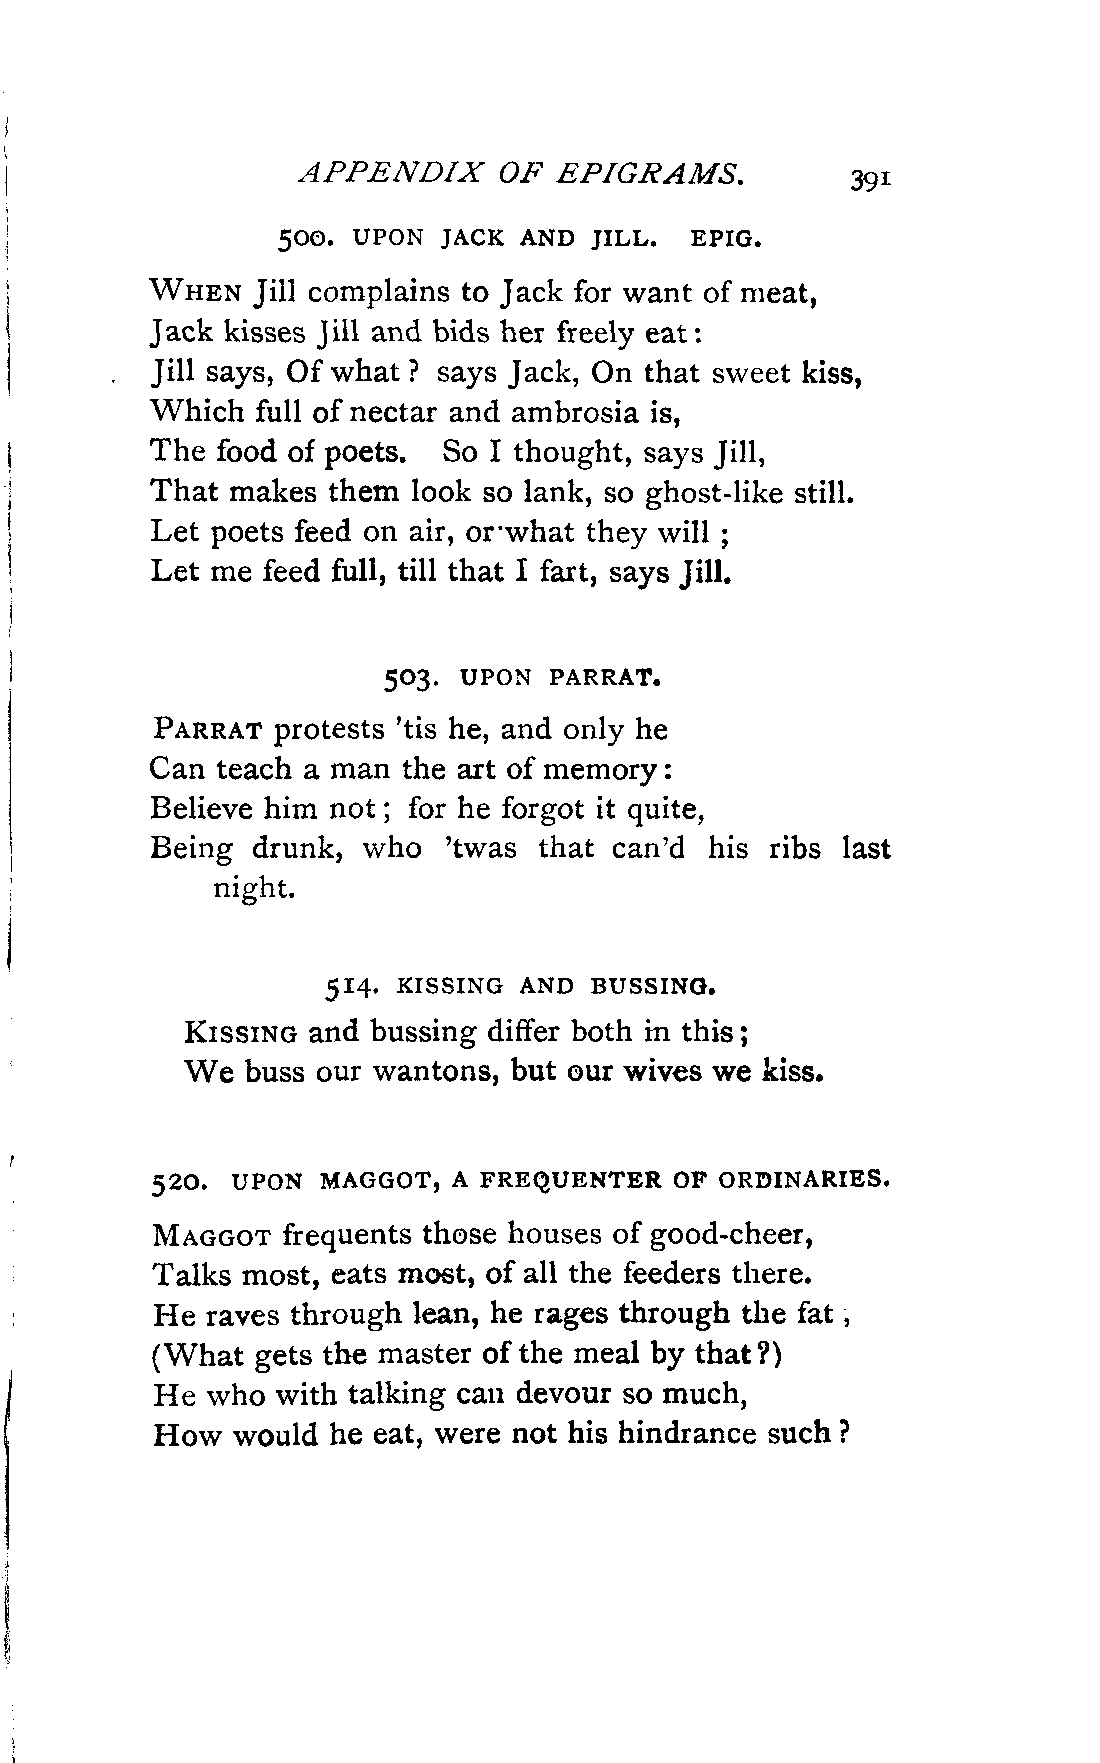 APPENDIX OF EPIGRAMS. 391
500. UPON JACK AND JILL. EPIG.
WHEN Jill complains to Jack for want of meat,
Jack kisses Jill and bids her freely eat:
Jill says, Of what? says Jack, On that sweet kiss,
Which full of nectar and ambrosia is,
The food of poets. So I thought, says Jill,
That makes them look so lank, so ghost-like still.
Let poets feed on air, or what they will;
Let me feed full, till that I fart, says Jill.
503. UPON PARRAT.
PARRAT protests 'tis he, and only he
Can teach a man the art of memory:
Believe him not; for he forgot it quite,
Being drunk, who 'twas that can'd his ribs last
night.
514. KISSING AND BUSSING.
KISSING and bussing differ both in this;
We buss our wantons, but our wives we kiss.
520. UPON MAGGOT, A FREQUENTER OF ORDINARIES.
MAGGOT frequents those houses of good-cheer,
Talks most, eats most, of all the feeders there.
He raves through lean, he rages through the fat;
(What gets the master of the meal by that?)
He who with talking can devour so much,
How would he eat, were not his hindrance such?